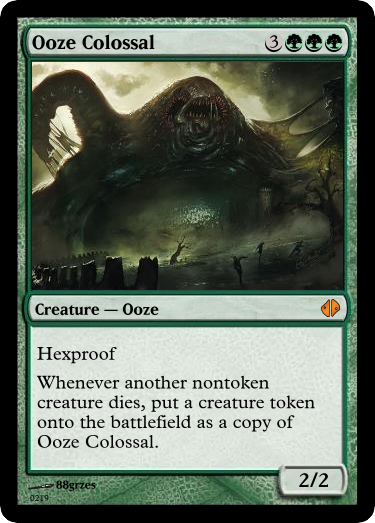 Ooze Colossal 3
Creature — Ooze
Hexproof
Whenever another nontoken
creature dies, put a creature token
onto the battlefield as a copy of
Ooze Colossal.
88grzes
0219
2/2